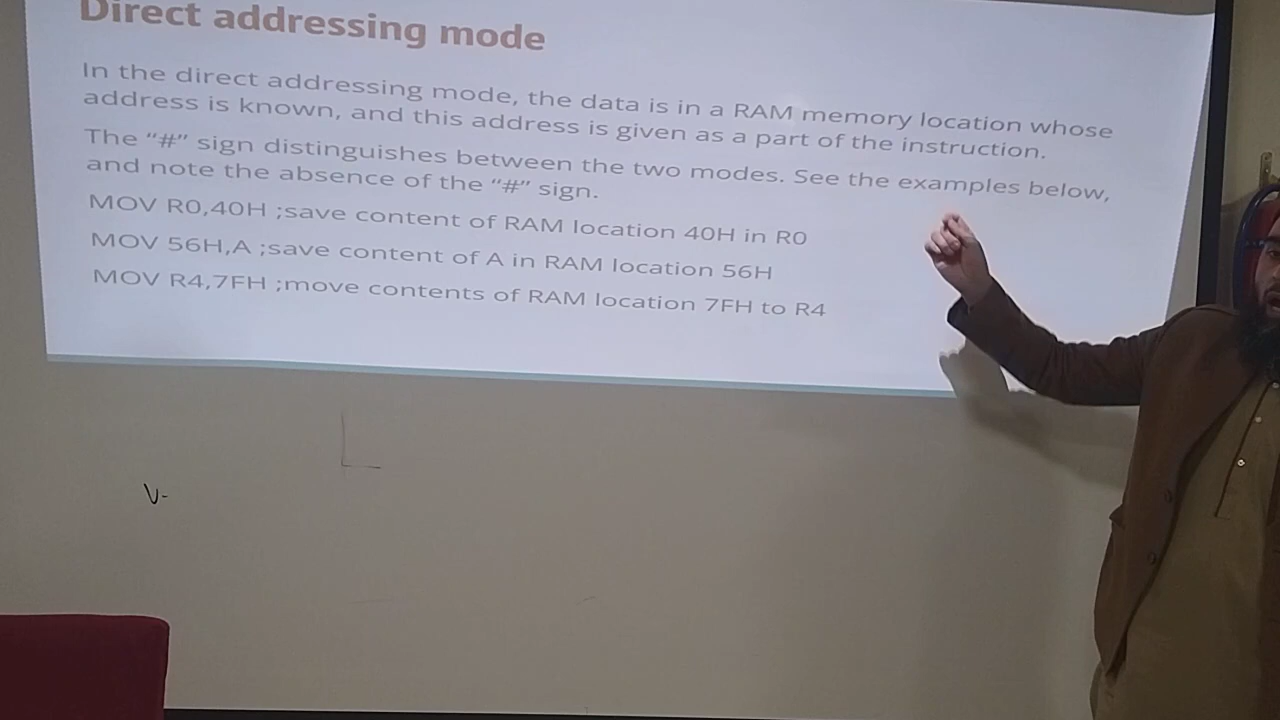 Direct addressing mode
In the direct addressing mode, the data is in a RAM memory location whose
address is known, and this address is given as a part of the instruction.
The “#” sign distinguishes between the two modes. See the examples below,
and note the absence of the “#” sign.
MOV R0,40H ;save content of RAM location 40H in R0
MOV 56H,A ;save content of A in RAM location 56H
MOV R4,7FH ;move contents of RAM location 7FH to R4